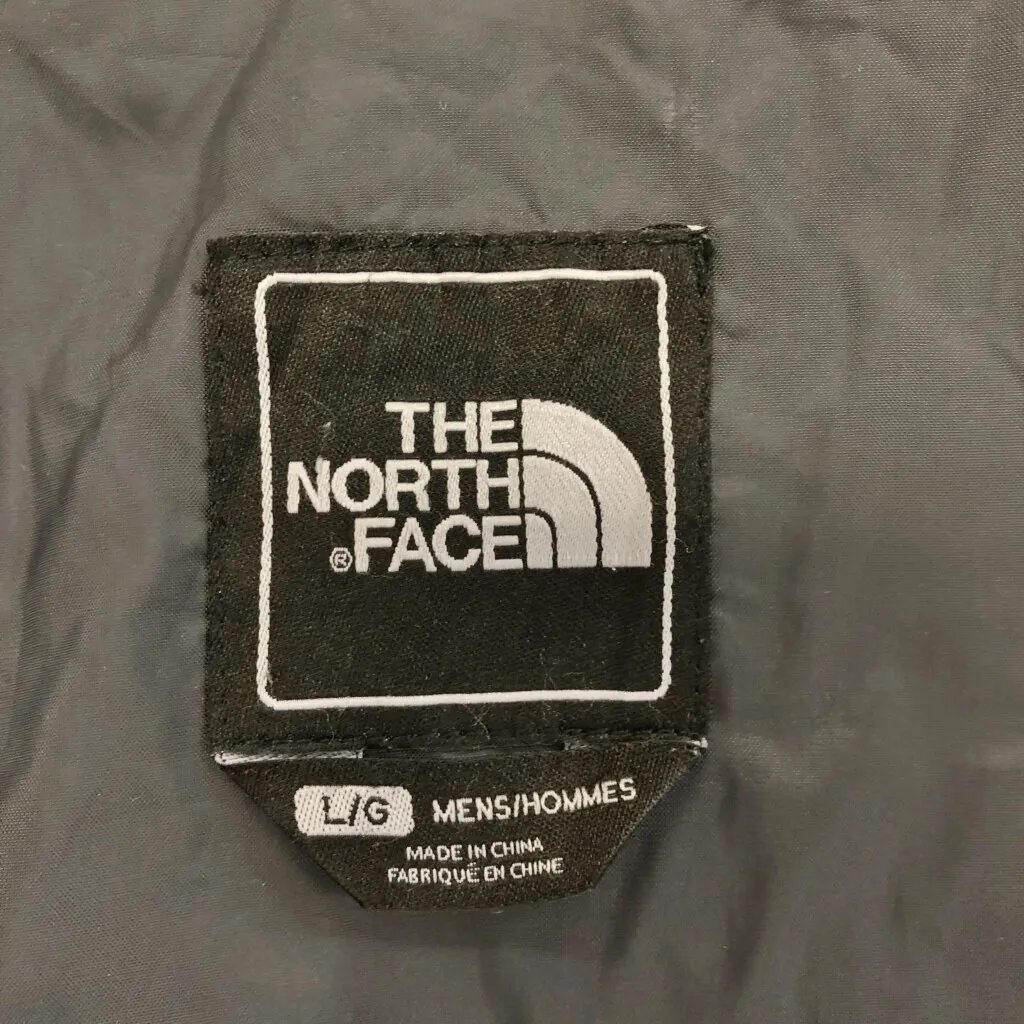 THE
NORTH
®FACE
L/G MENS/HOMMES
MADE IN CHINA
FABRIQUÉ EN CHINE